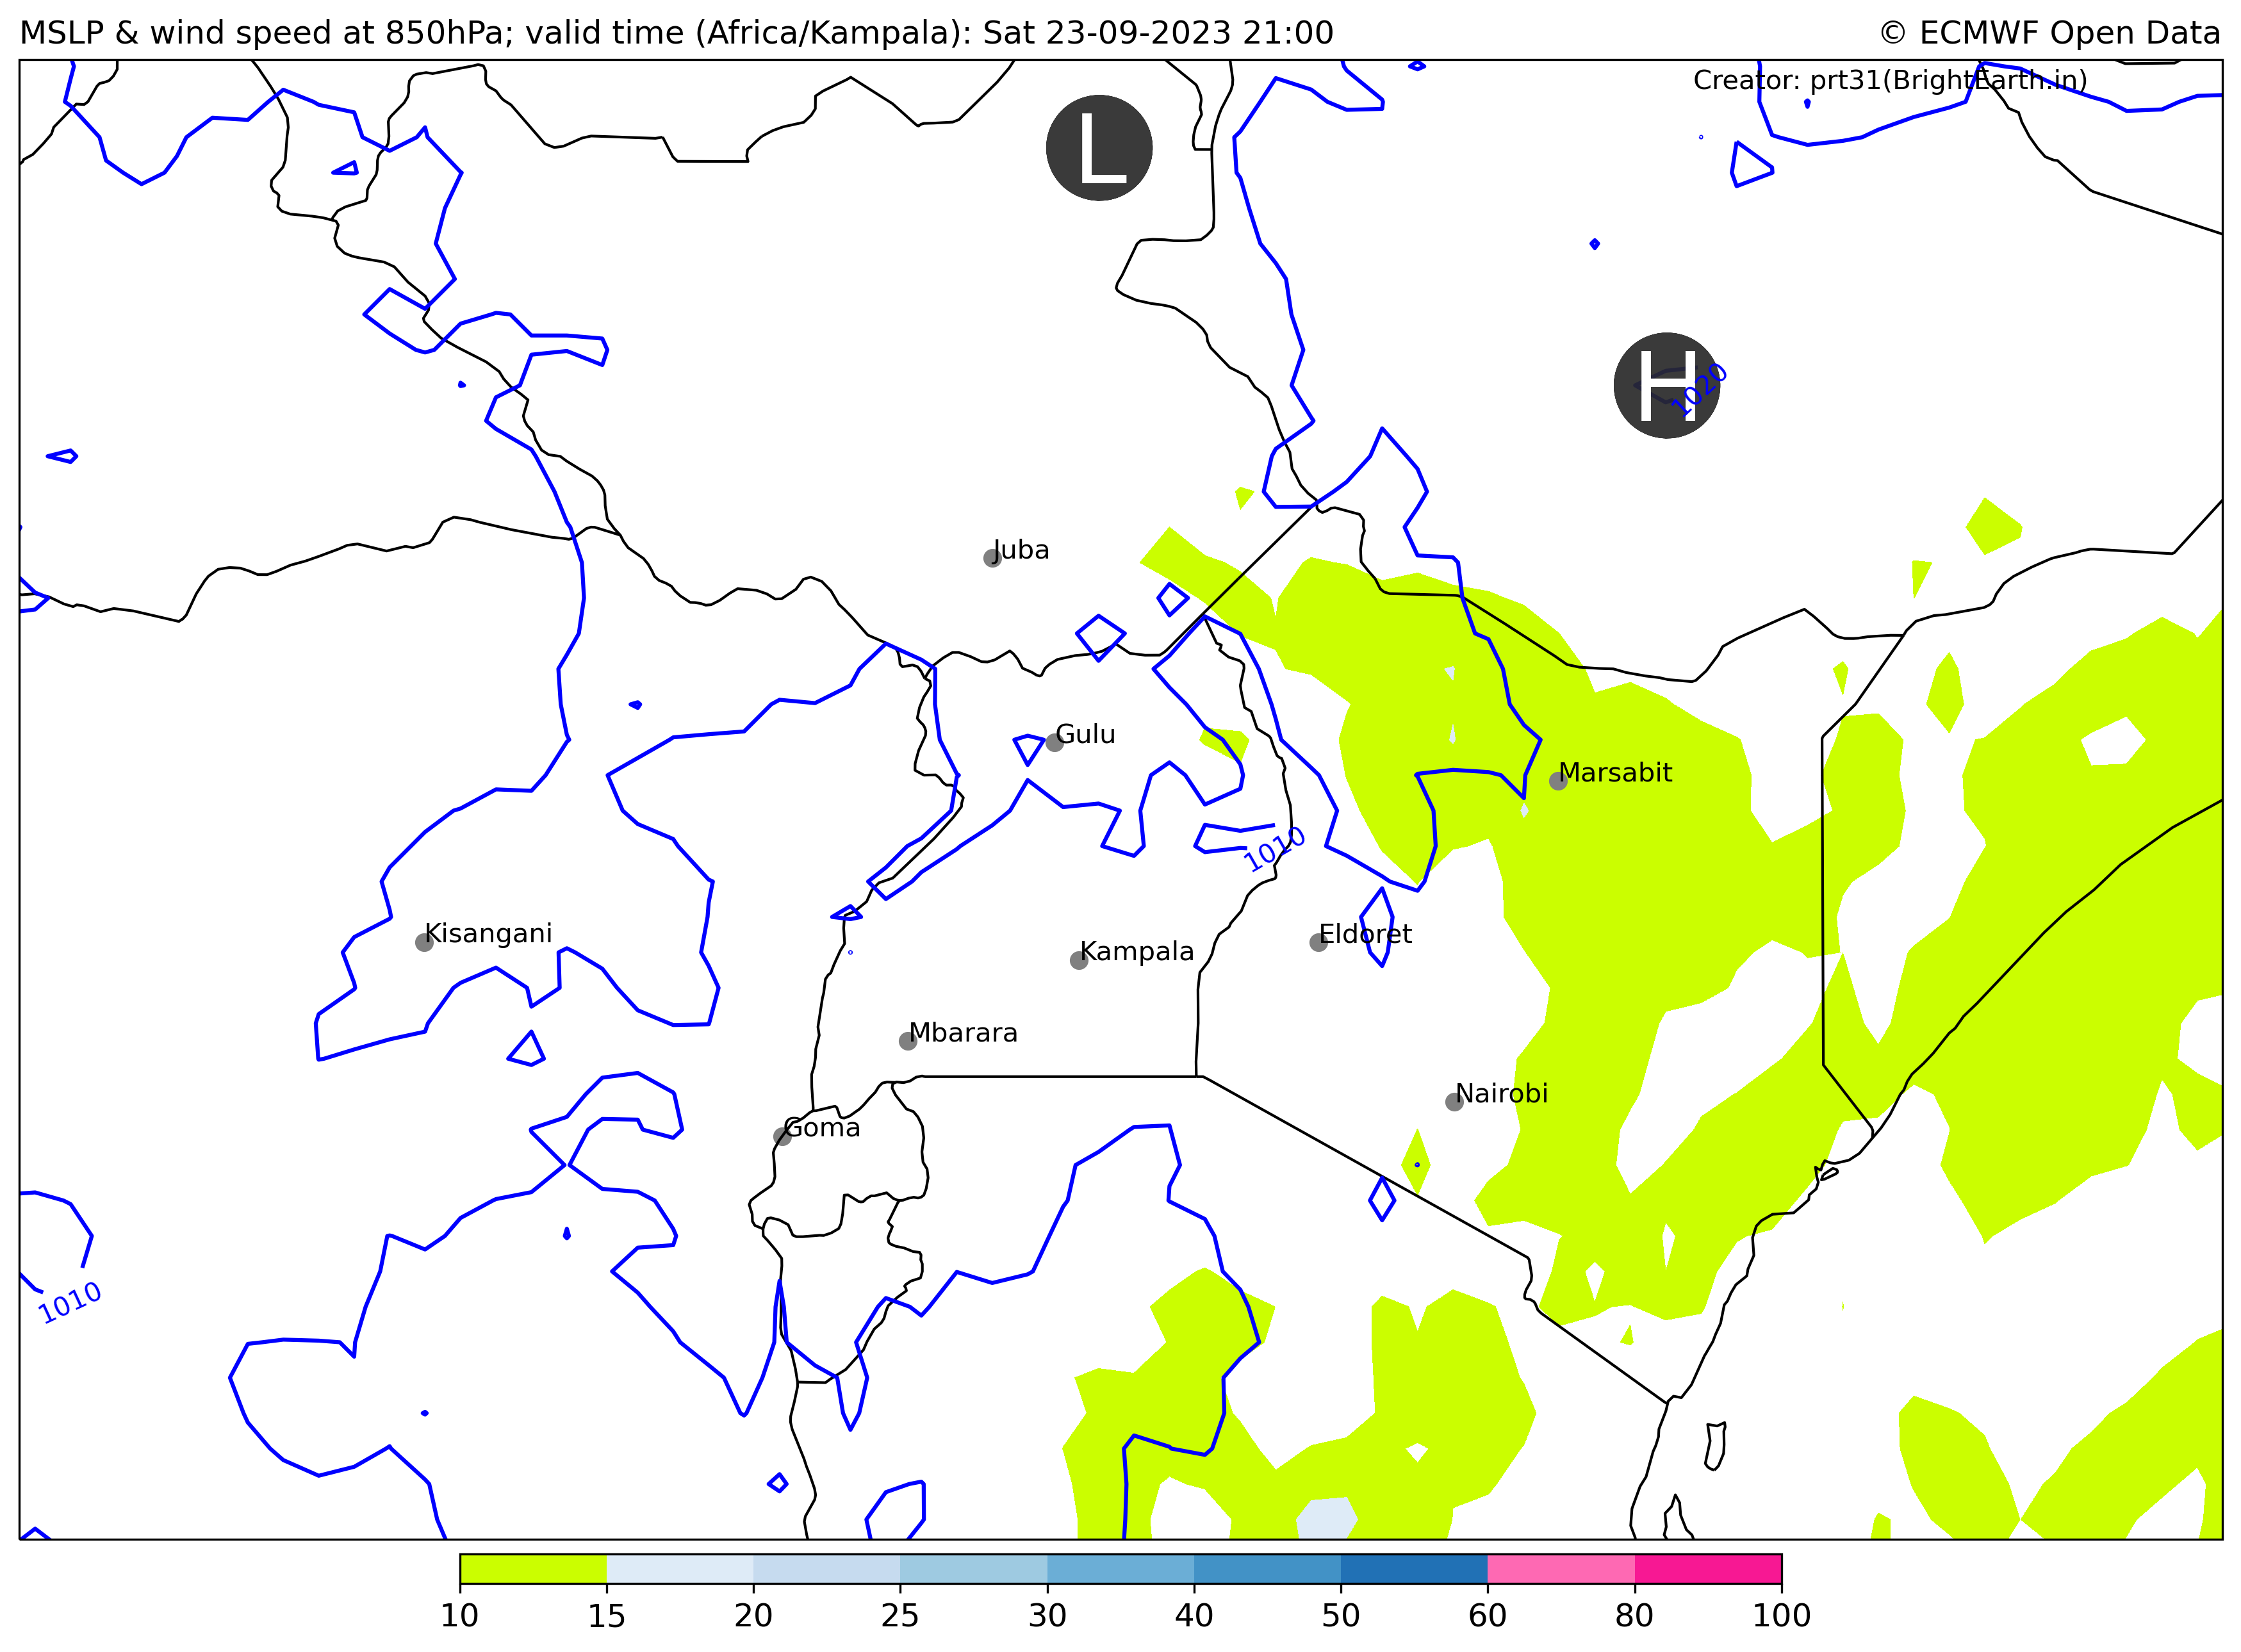 MSLP & wind speed at 850hPa; valid time (Africa/Kampala): Sat 23-09-2023 21:00
© ECMWF Open Data
Creator: prt31(BrightEarth.in)
L
H
1020
Juba
Gulu
Marsabit
1010
Kisangani
Eldoret
Kampala
Mbarara
Nairobi
Goma
1010
10 15 20 25 30 40 50 60 80 100